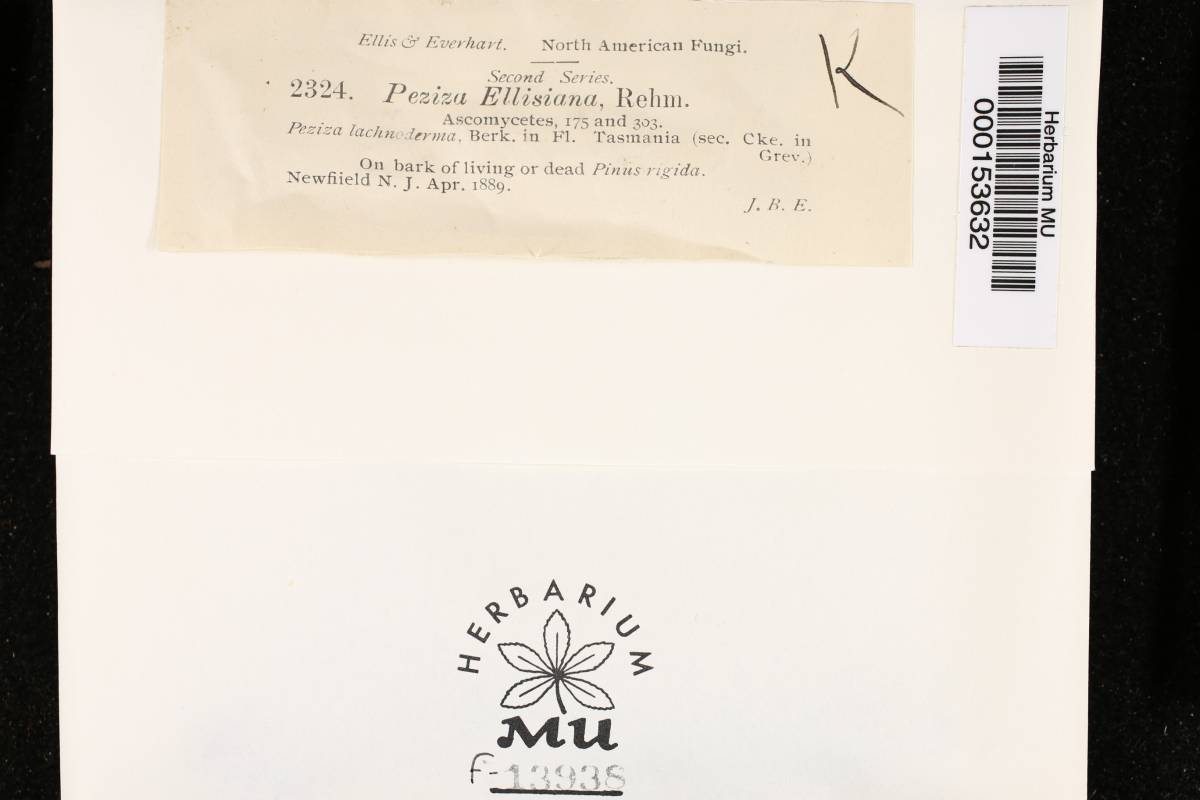 Ellis & Everhart. North American Fungi.
Second Series.
2324. Peziza Ellisiana, Rehm.
Ascomycetes, 175 and 303.
Peziza lachnoderma, Berk. in Fl. Tasmania (sec. Cke. in
Grev.)
On bark of living or dead Pinus rigida.
Newfiield N. J. Apr. 1889.
J. B. E.
K
Herbarium MU
000153632
HERBARIUM
MU
f-13938